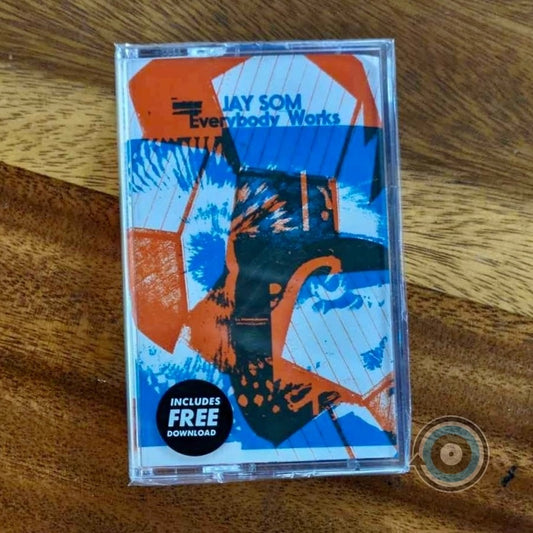 JAY SOM
Everybody Works
INCLUDES
FREE
DOWNLOAD